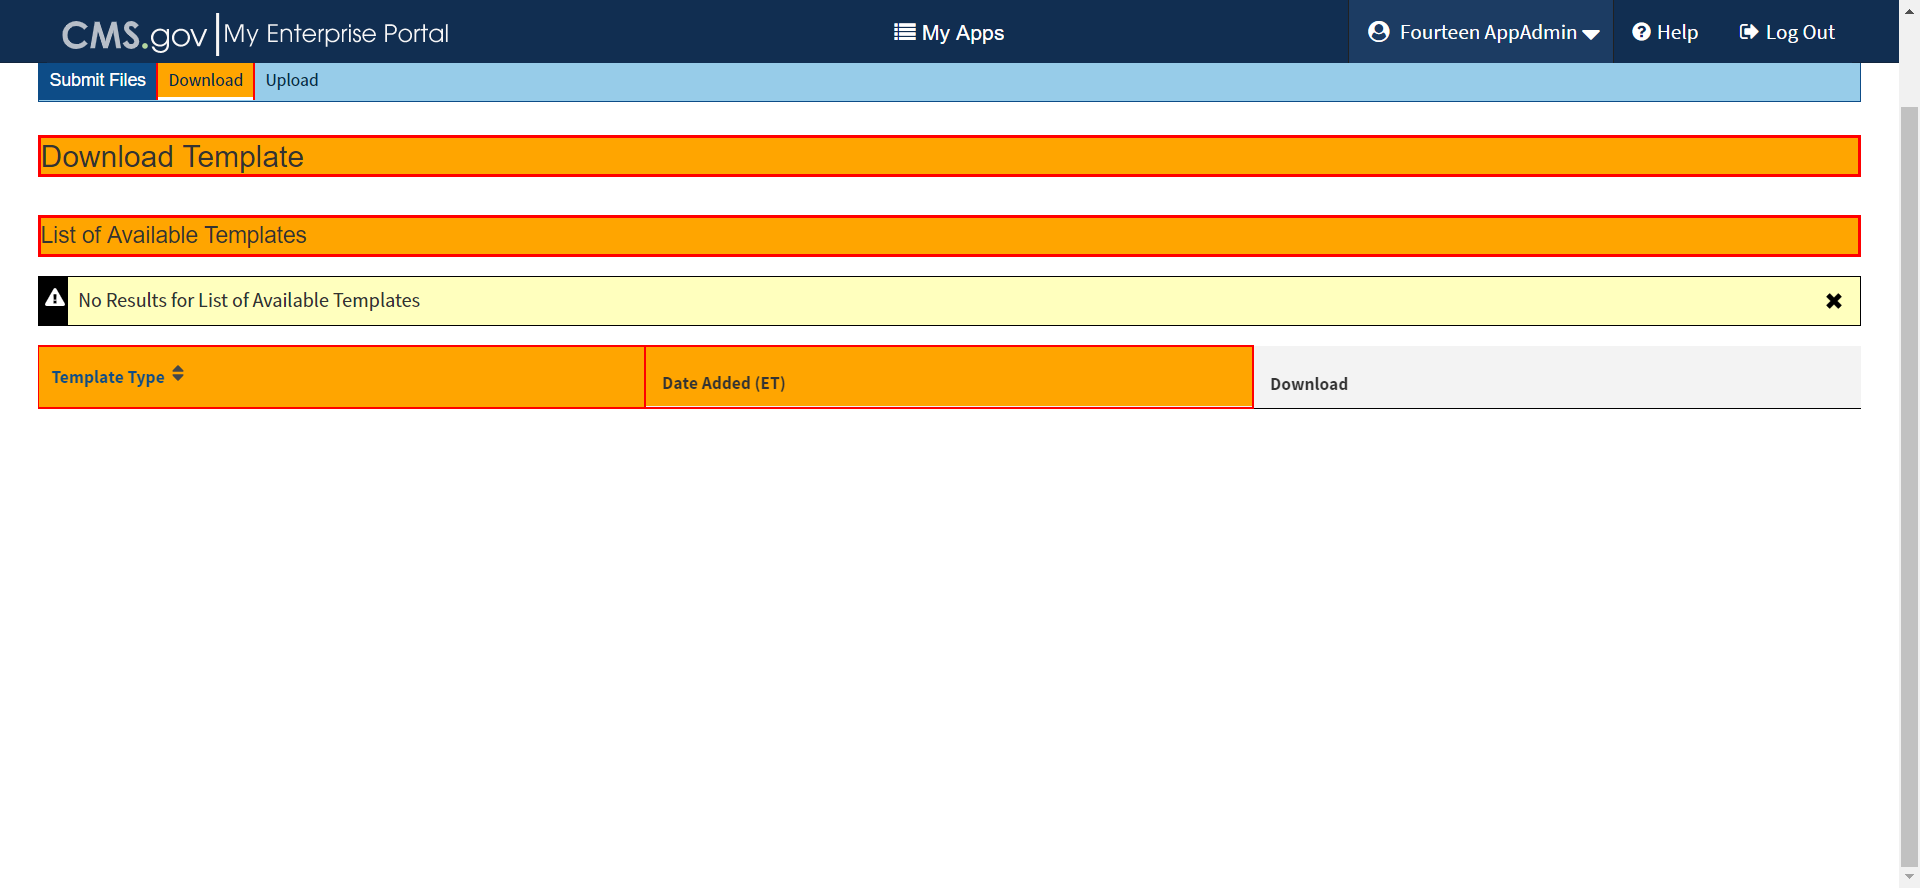 CMS.gov My Enterprise Portal
My Apps
Fourteen AppAdmin
Help
Log Out
Submit Files
Download
Upload
Download Template
List of Available Templates
No Results for List of Available Templates
Template Type
Date Added (ET)
Download